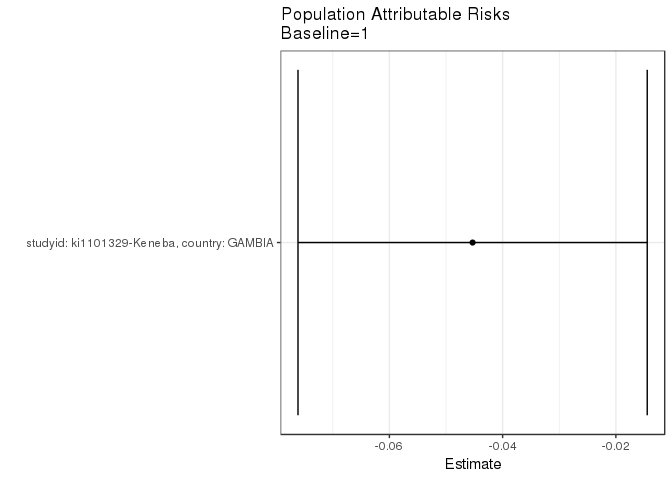 Population Attributable Risks
Baseline=1
studyid: ki1101329-Keneba, country: GAMBIA
-0.06 -0.04 -0.02
Estimate